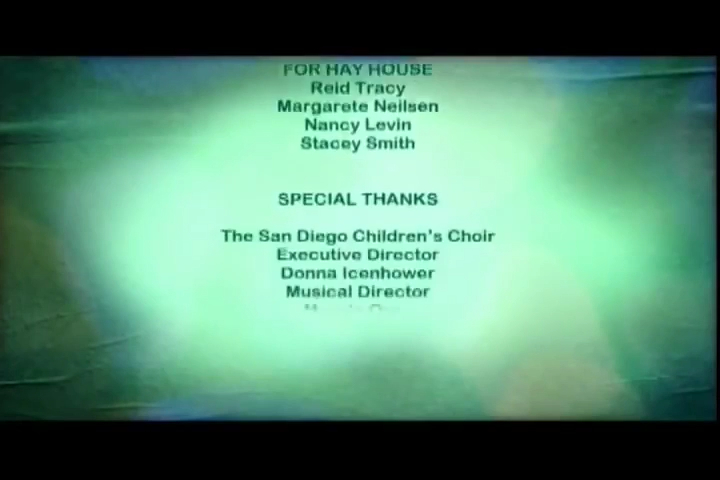 FOR HAY HOUSE
Reid Tracy
Margarete Neilsen
Nancy Levin
Stacey Smith
SPECIAL THANKS
The San Diego Children's Choir
Executive Director
Donna Icenhower
Musical Director